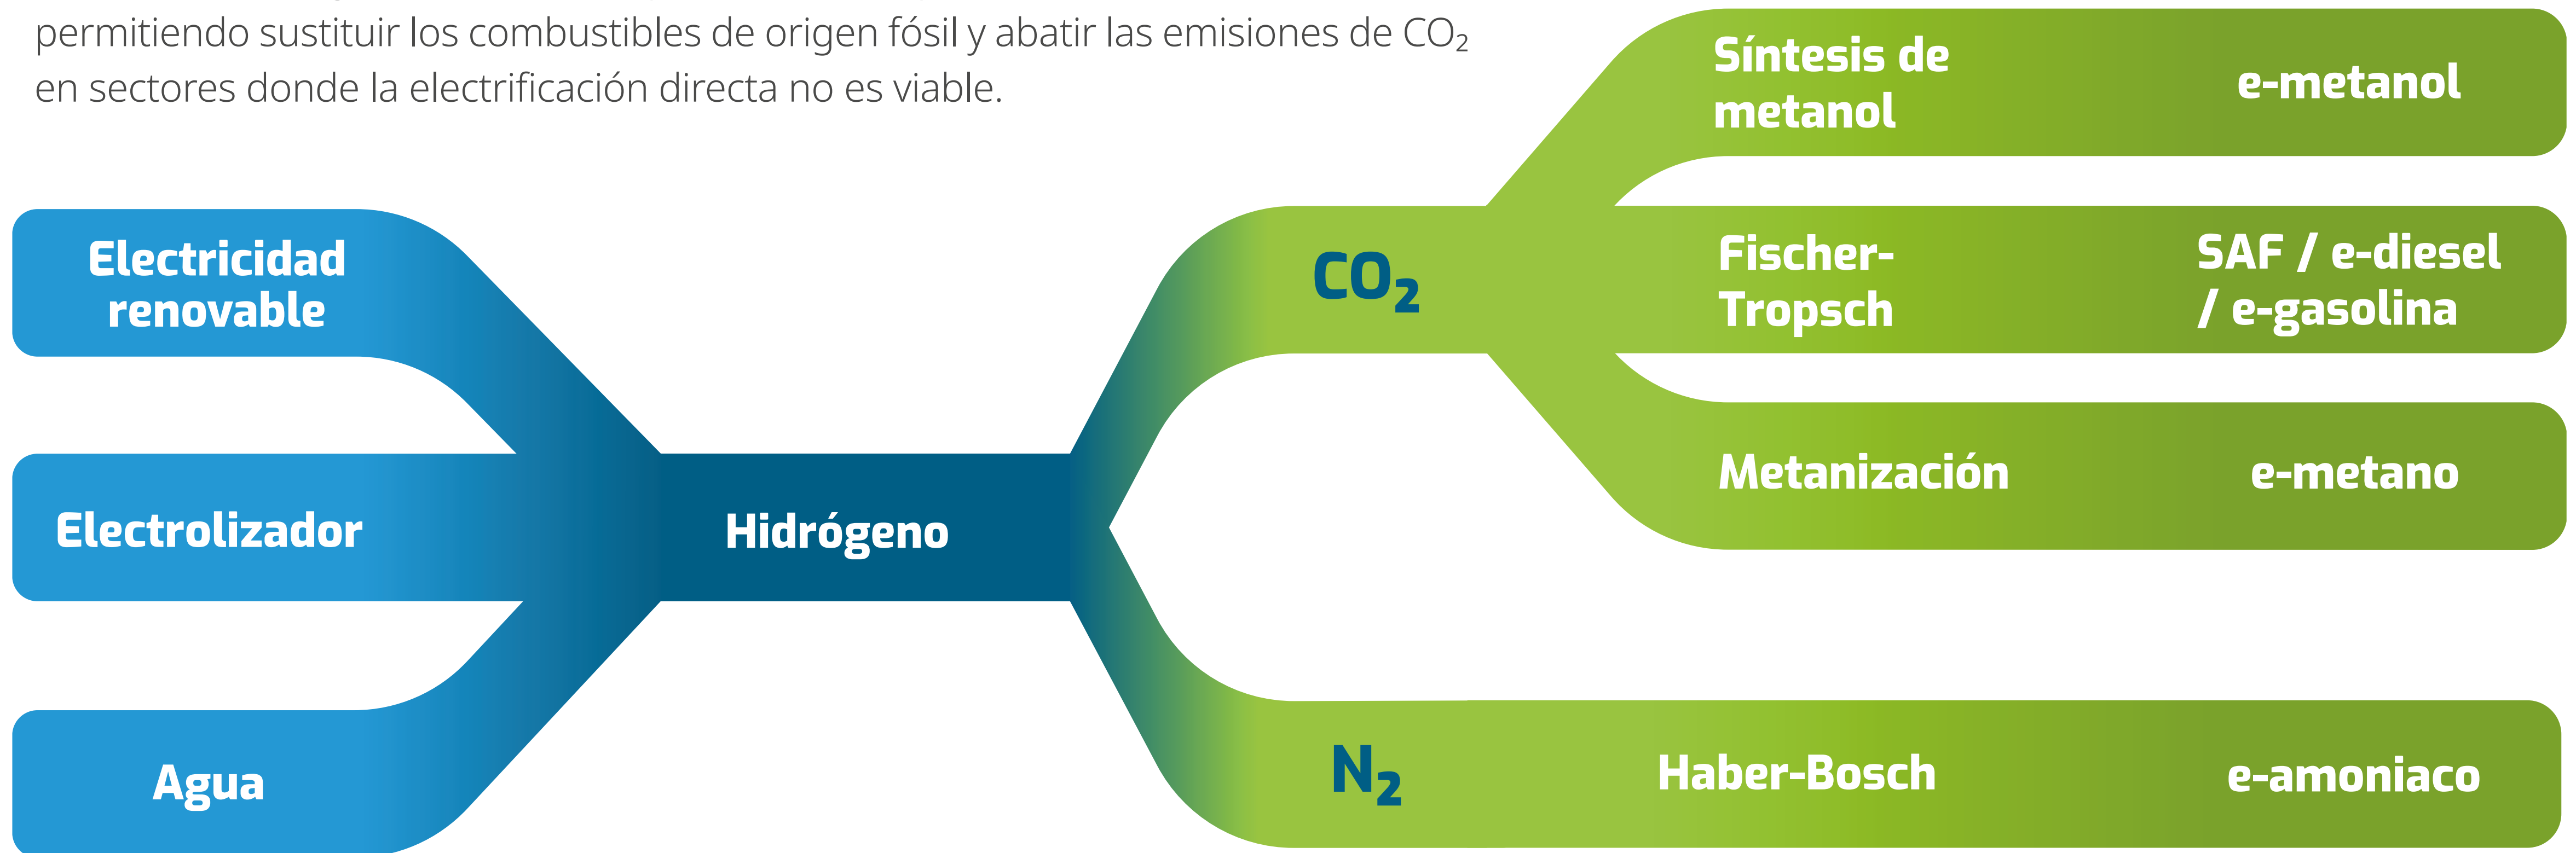 permitiendo sustituir los combustibles de origen fósil y abatir las emisiones de CO₂
en sectores donde la electrificación directa no es viable.
Electricidad
renovable
Electrolizador
Agua
Hidrógeno
CO₂
Síntesis de
metanol
e-metanol
Fischer-
Tropsch
SAF / e-diesel
/ e-gasolina
Metanización
e-metano
N₂
Haber-Bosch
e-amoniaco